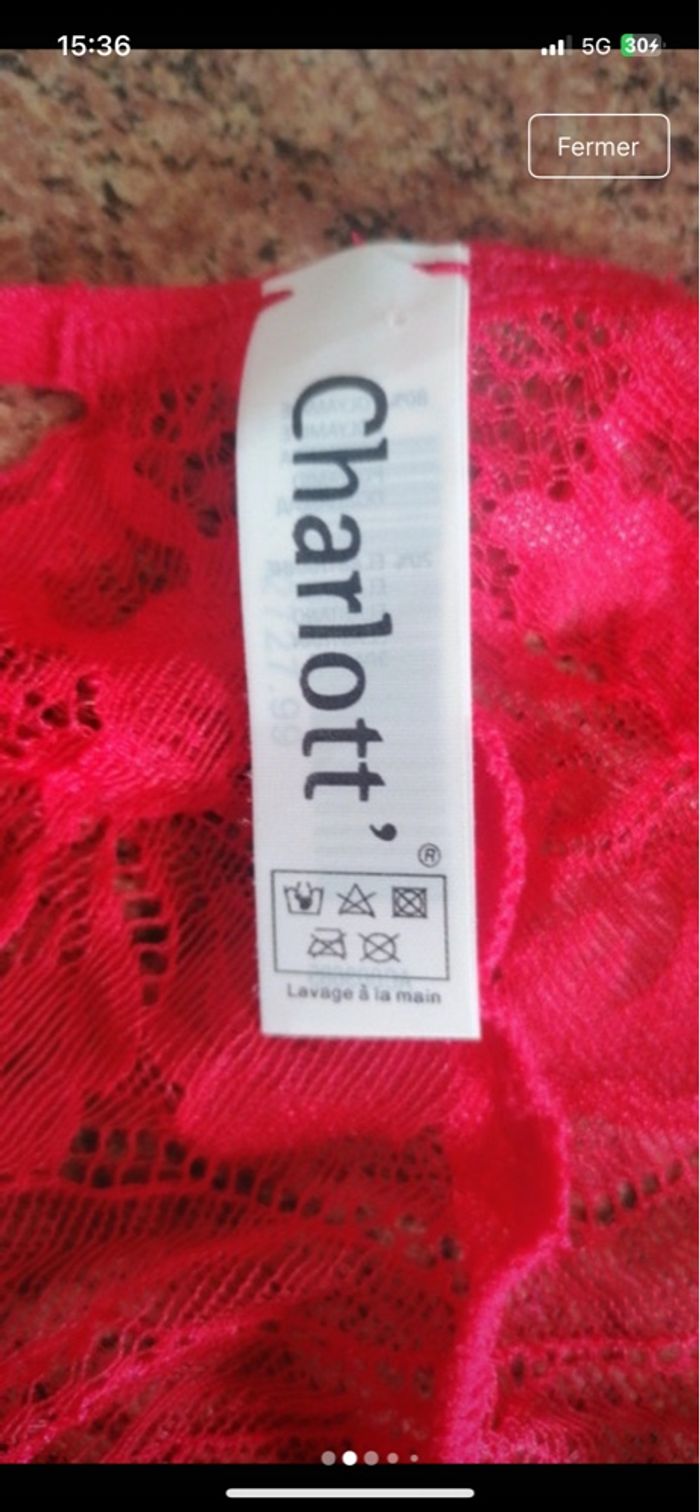 15:36
5G
30
Fermer
Charlott'
®
Lavage à la main